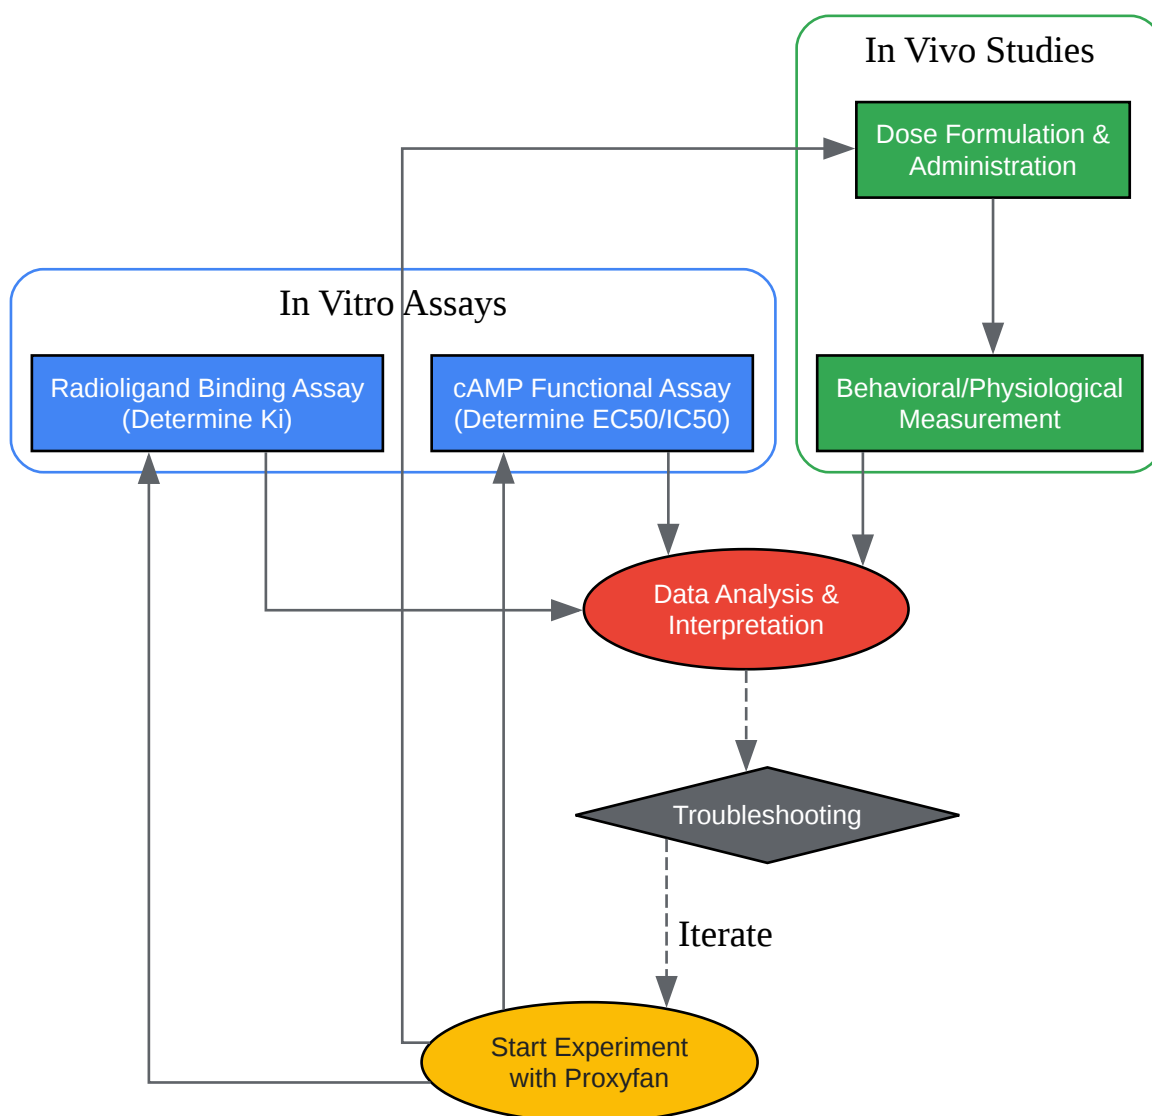 In Vivo Studies
Dose Formulation &
Administration
In Vitro Assays
Radioligand Binding Assay
(Determine Ki)
cAMP Functional Assay
(Determine EC50/IC50)
Behavioral/Physiological
Measurement
Data Analysis &
Interpretation
Troubleshooting
Iterate
Start Experiment
with Proxyfan